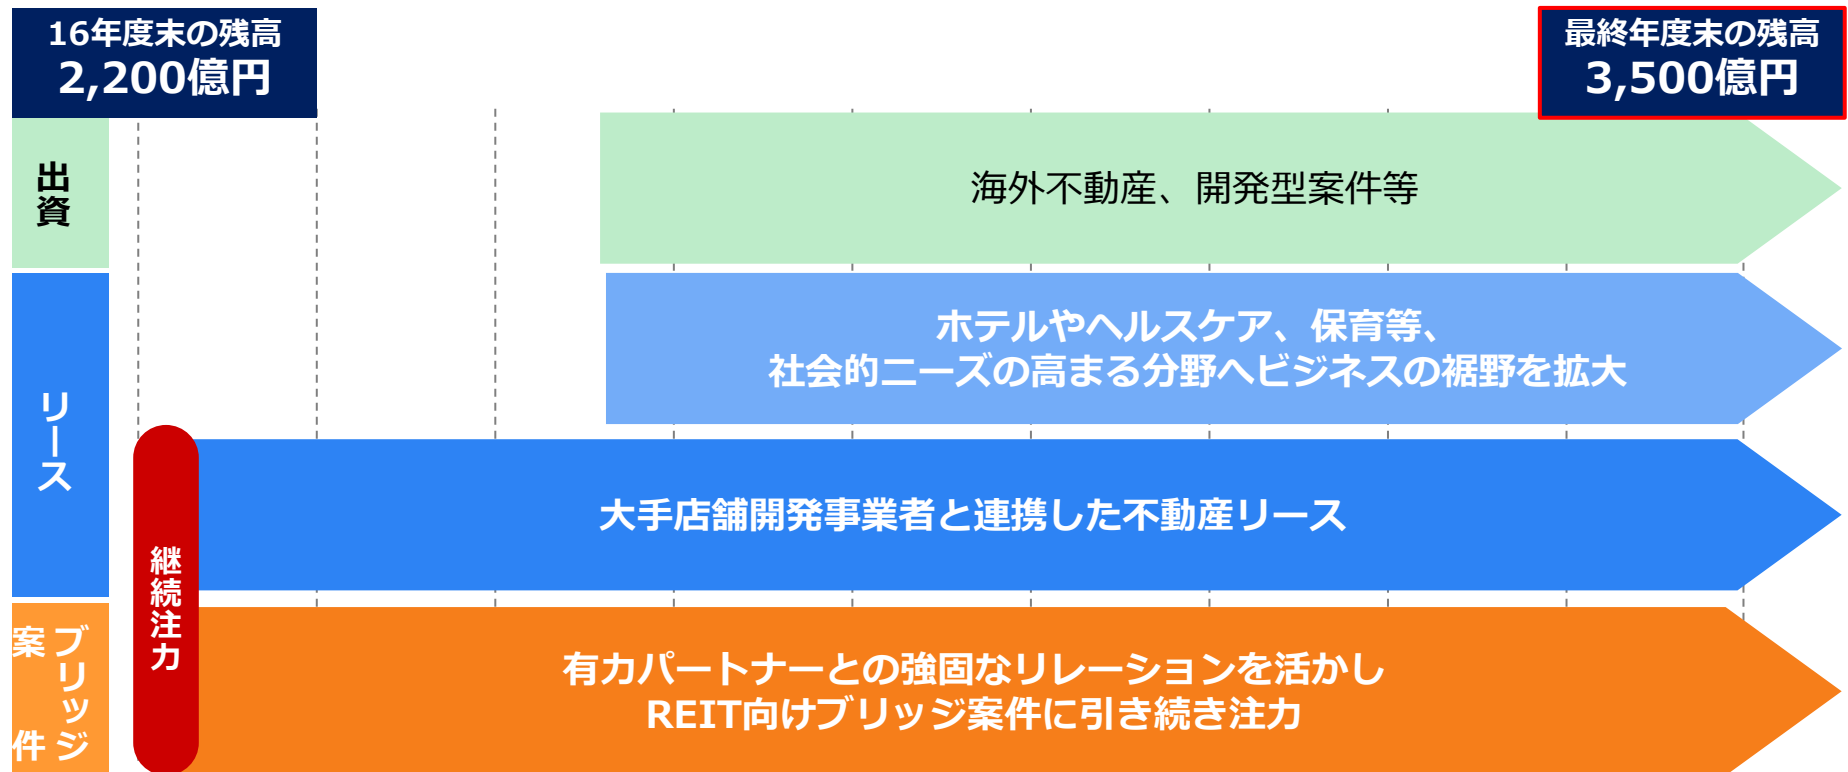 16年度末の残高
2,200億円
最終年度末の残高
3,500億円
出資
海外不動産、開発型案件等
リース
ホテルやヘルスケア、保育等、
社会的ニーズの高まる分野へビジネスの裾野を拡大
大手店舗開発事業者と連携した不動産リース
継続注力
ブリッジ
案件
有力パートナーとの強固なリレーションを活かし
REIT向けブリッジ案件に引き続き注力